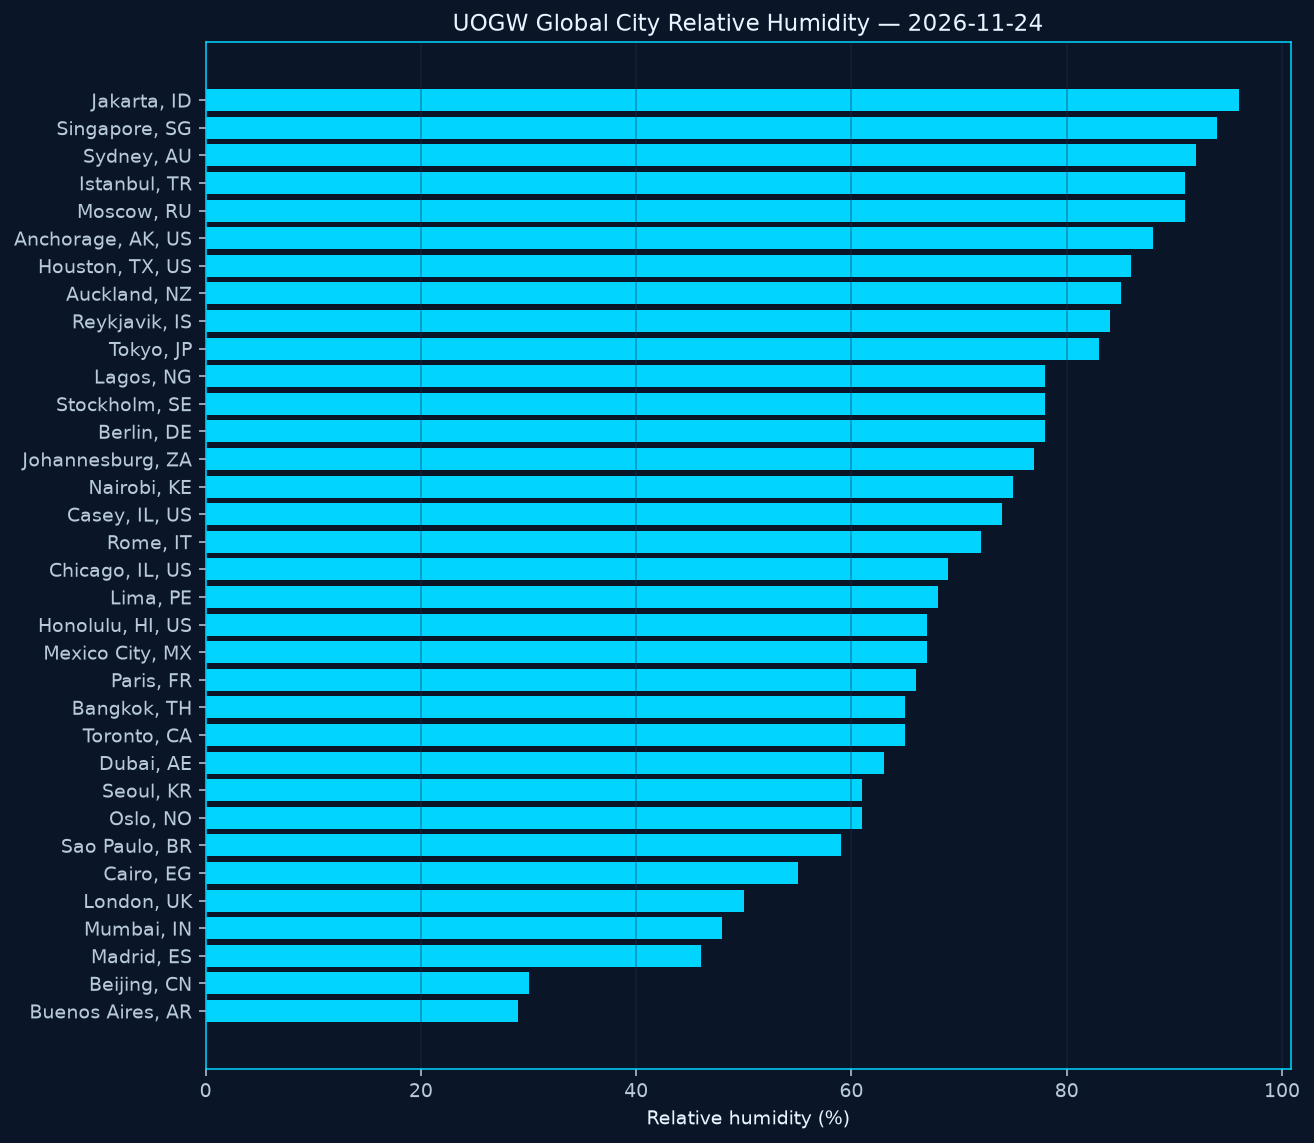 UOGW Global City Relative Humidity — 2026-11-24
Jakarta, ID
Singapore, SG
Sydney, AU
Istanbul, TR
Moscow, RU
Anchorage, AK, US
Houston, TX, US
Auckland, NZ
Reykjavik, IS
Tokyo, JP
Lagos, NG
Stockholm, SE
Berlin, DE
Johannesburg, ZA
Nairobi, KE
Casey, IL, US
Rome, IT
Chicago, IL, US
Lima, PE
Honolulu, HI, US
Mexico City, MX
Paris, FR
Bangkok, TH
Toronto, CA
Dubai, AE
Seoul, KR
Oslo, NO
Sao Paulo, BR
Cairo, EG
London, UK
Mumbai, IN
Madrid, ES
Beijing, CN
Buenos Aires, AR
0 20 40 60 80 100
Relative humidity (%)